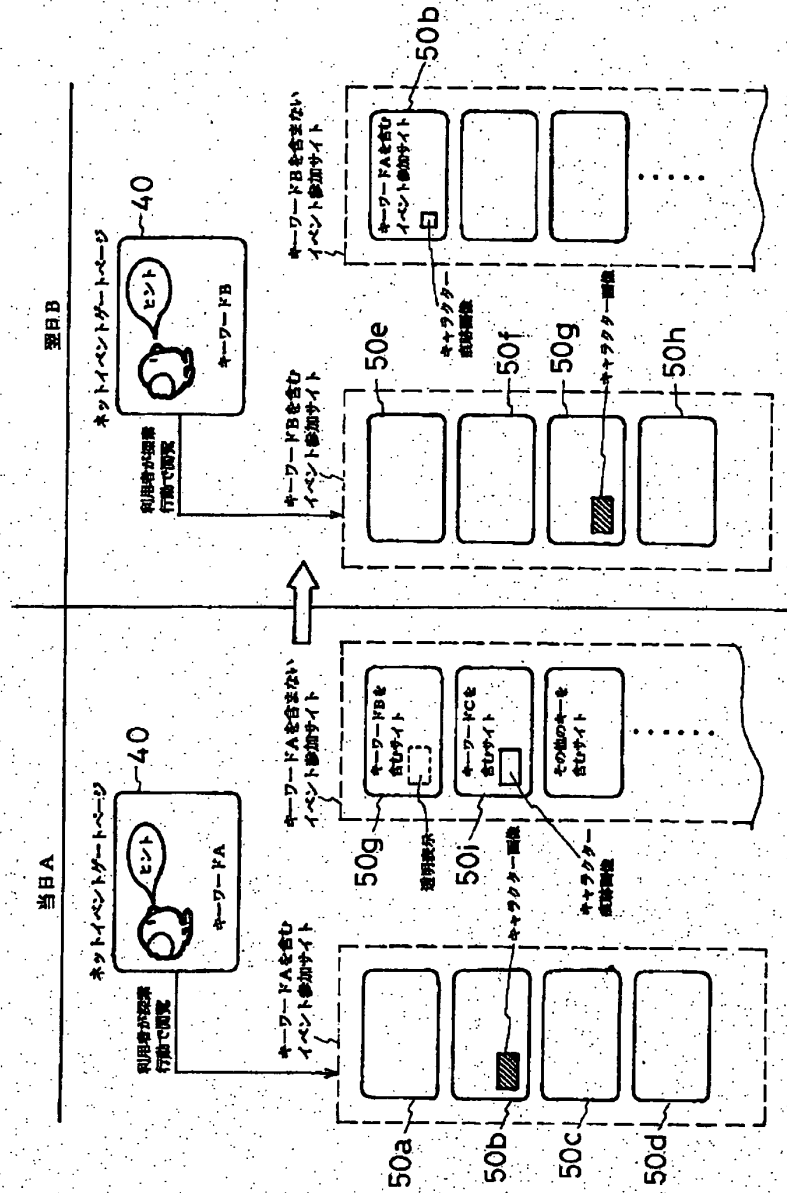 当日A
ネットイベントゲートページ
40
ヒント
キーワードA
利用者が探索
行動で閲覧
キーワードAを含む
イベント参加サイト
50a
50b
50c
50d
キャラクター画像
キーワードAを含まない
イベント参加サイト
50g
キーワードBを
含むサイト
透明表示
50i
キーワードCを
含むサイト
キャラクター
痕跡画像
その他のキーを
含むサイト
翌日B
ネットイベントゲートページ
40
ヒント
キーワードB
利用者が探索
行動で閲覧
キーワードBを含む
イベント参加サイト
50e
50f
50g
キャラクター画像
50h
キーワードBを含まない
イベント参加サイト
50b
キーワードAを含む
イベント参加サイト
キャラクター
痕跡画像